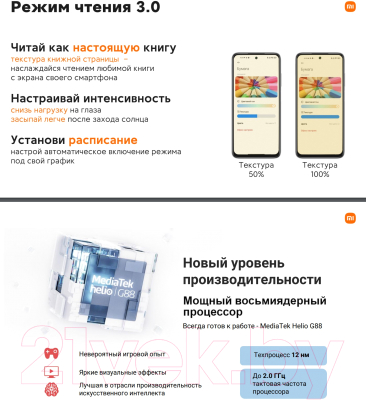 Режим чтения 3.0
Читай как настоящую книгу
текстура книжной страницы –
наслаждайся чтением любимой книги
с экрана своего смартфона
Настраивай интенсивность
снизь нагрузку на глаза
засыпай легче после захода солнца
Установи расписание
настрой автоматическое включение режима
под свой график
Текстура
50%
Текстура
100%
MediaTek
helio G88
Новый уровень
производительности
Мощный восьмиядерный
процессор
Всегда готов к работе - MediaTek Helio G88
Невероятный игровой опыт
Яркие визуальные эффекты
Лучшая в отрасли производительность
искусственного интеллекта
Техпроцесс 12 нм
До 2.0 ГГц
тактовая частота
процессора
21vek.by